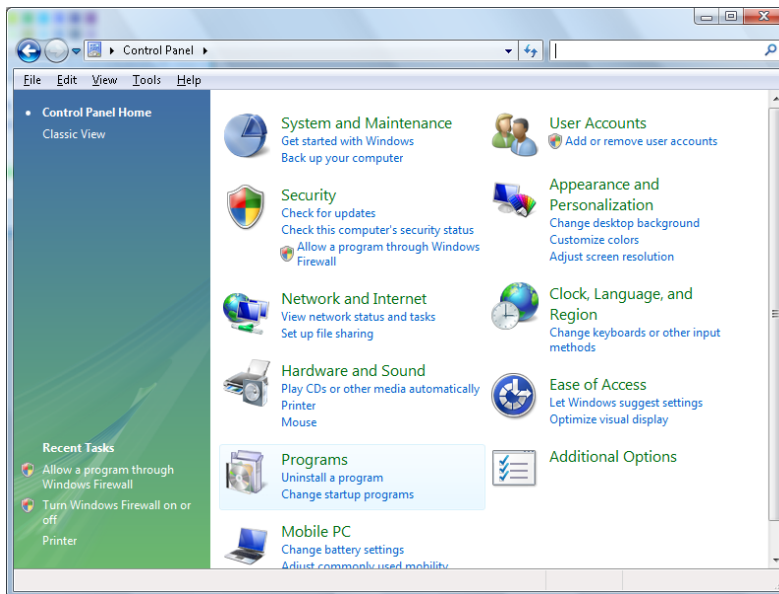 Control Panel
File Edit View Tools Help
Control Panel Home
Classic View
Recent Tasks
Allow a program through
Windows Firewall
Turn Windows Firewall on or
off
Printer
System and Maintenance
Get started with Windows
Back up your computer
Security
Check for updates
Check this computer's security status
Allow a program through Windows
Firewall
Network and Internet
View network status and tasks
Set up file sharing
Hardware and Sound
Play CDs or other media automatically
Printer
Mouse
Programs
Uninstall a program
Change startup programs
Mobile PC
Change battery settings
Adjust commonly used mobility
User Accounts
Add or remove user accounts
Appearance and
Personalization
Change desktop background
Customize colors
Adjust screen resolution
Clock, Language, and
Region
Change keyboards or other input
methods
Ease of Access
Let Windows suggest settings
Optimize visual display
Additional Options